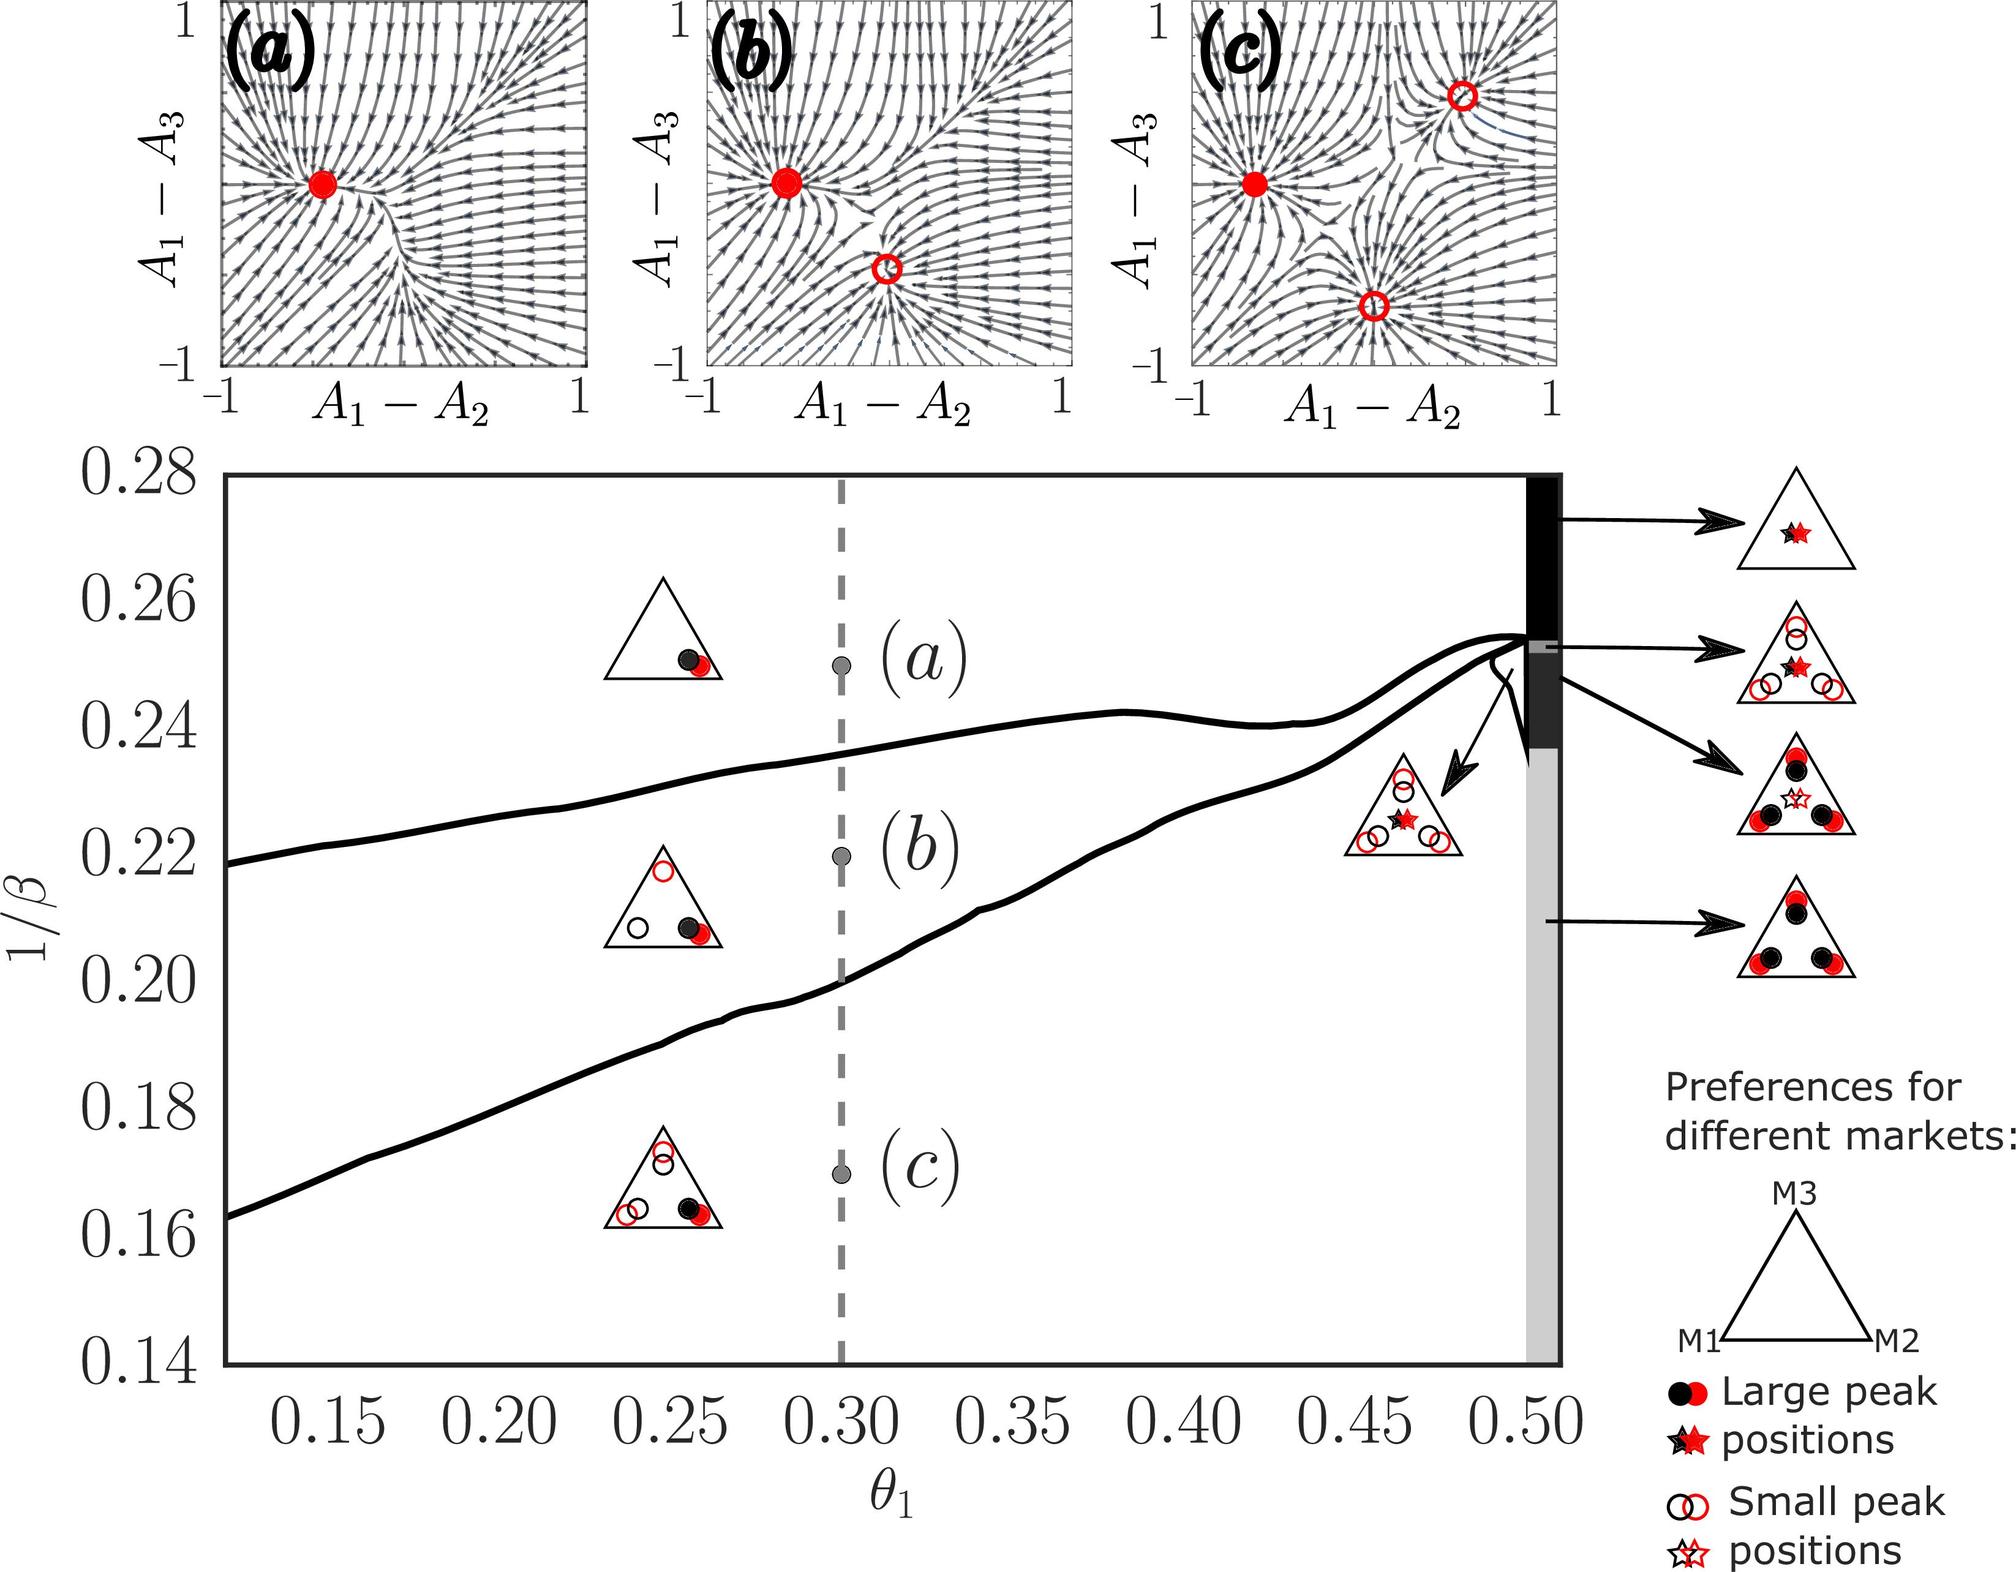 (a)
(b)
(c)
1
1
1
A₁ − A₃
A₁ − A₃
A₁ − A₃
−1
−1
−1
−1 A₁ − A₂ 1
−1 A₁ − A₂ 1
−1 A₁ − A₂ 1
0.28
0.26
0.24
0.22
0.20
0.18
0.16
0.14
1/β
(a)
(b)
(c)
0.15 0.20 0.25 0.30 0.35 0.40 0.45 0.50
θ₁
Preferences for
different markets:
M3
M1
M2
Large peak
positions
Small peak
positions